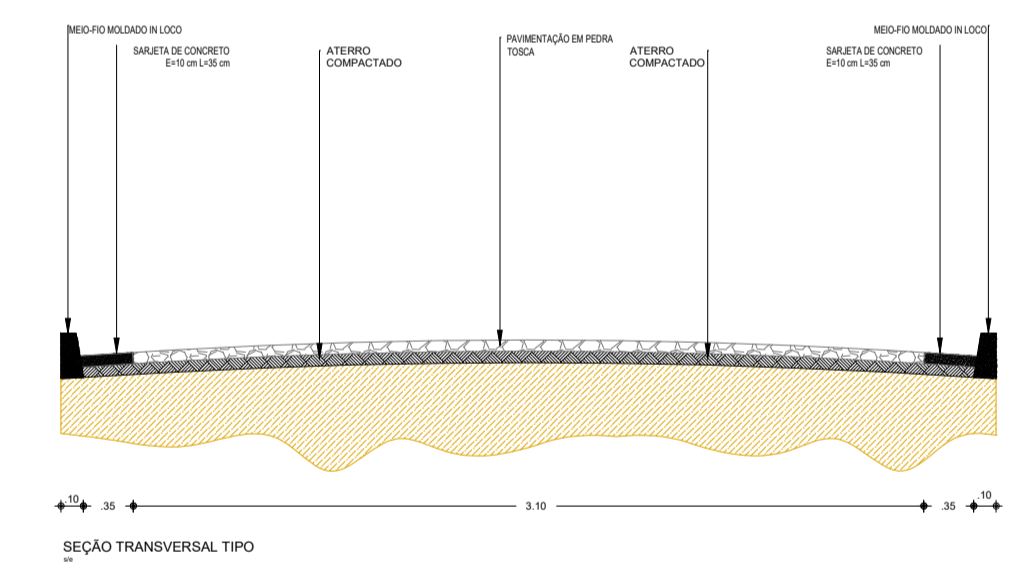 MEIO-FIO MOLDADO IN LOCO
SARJETA DE CONCRETO
E=10 cm L=35 cm
ATERRO
COMPACTADO
PAVIMENTAÇÃO EM PEDRA
TOSCA
ATERRO
COMPACTADO
MEIO-FIO MOLDADO IN LOCO
SARJETA DE CONCRETO
E=10 cm L=35 cm
.10
.35
3.10
.35
.10
SEÇÃO TRANSVERSAL TIPO
s/e